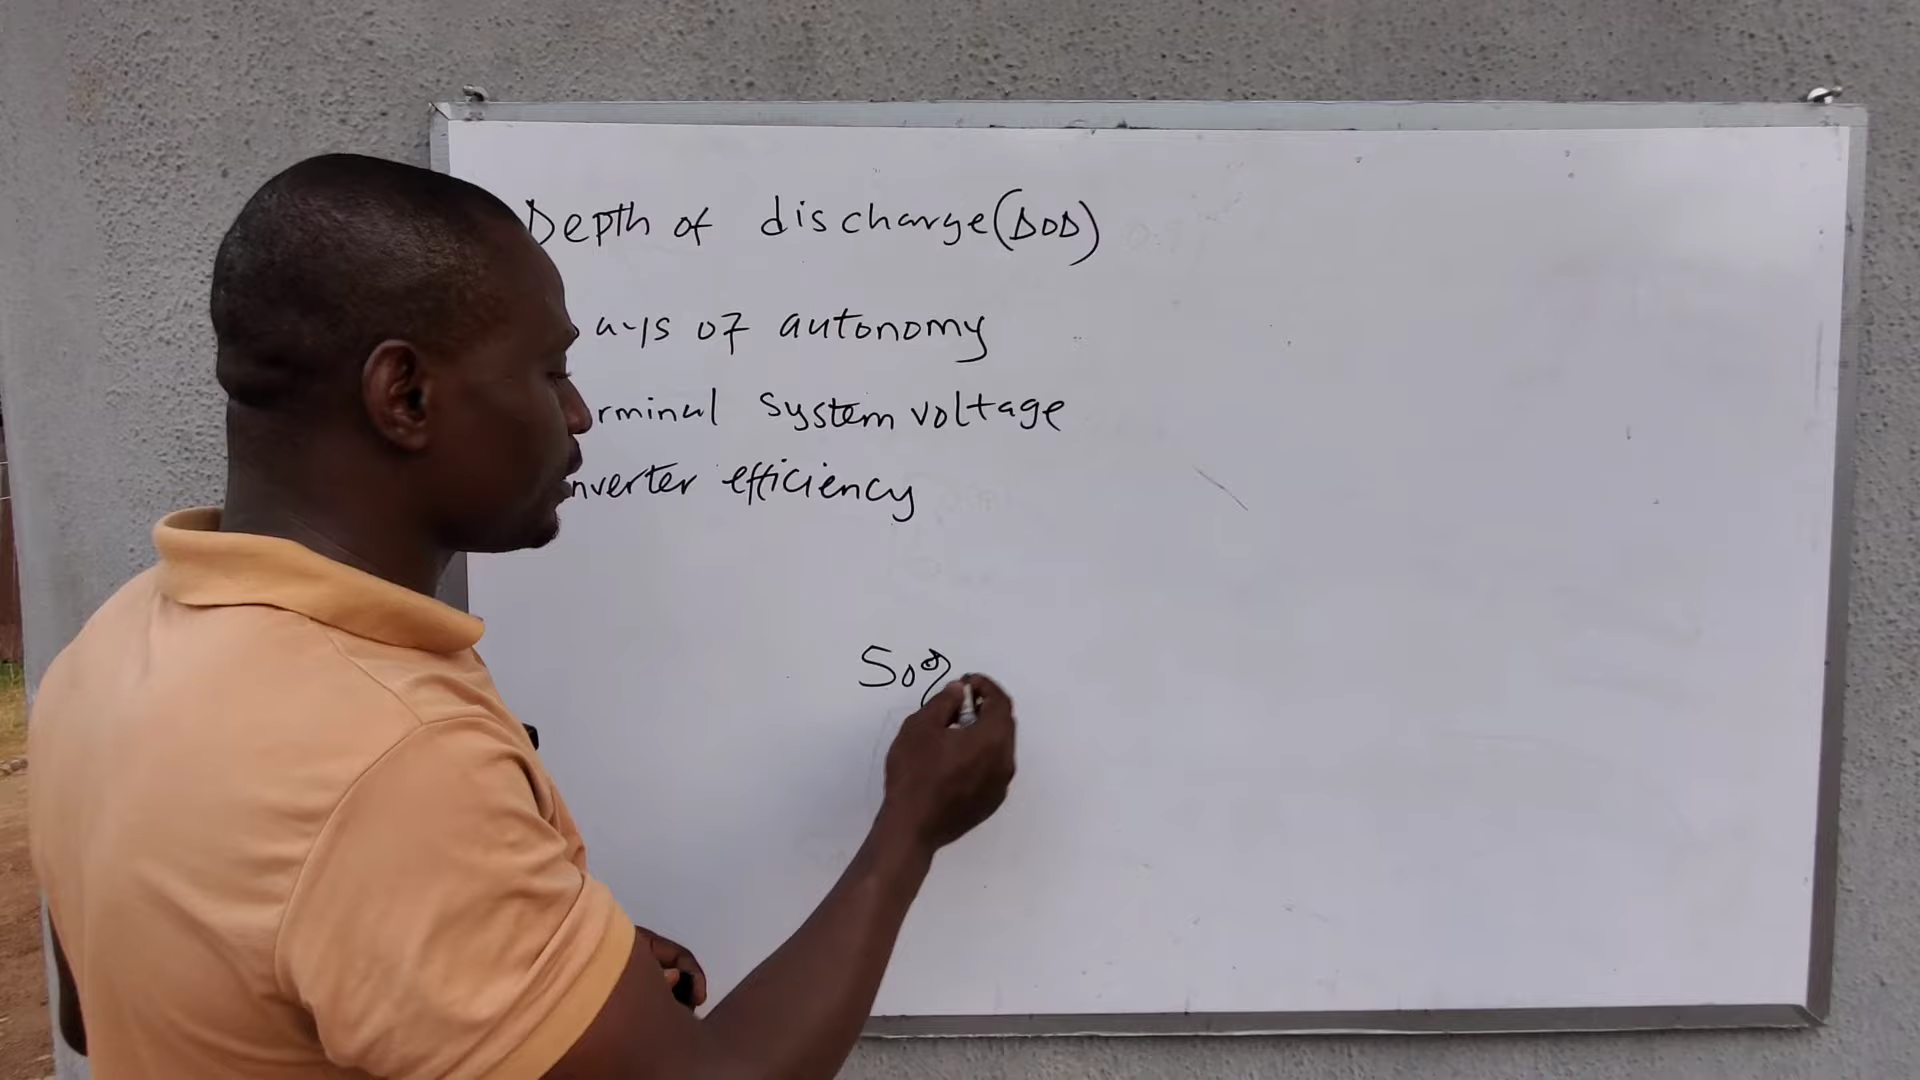 Depth of discharge (DOD)
ays of autonomy
rminal system voltage
nverter efficiency
50%